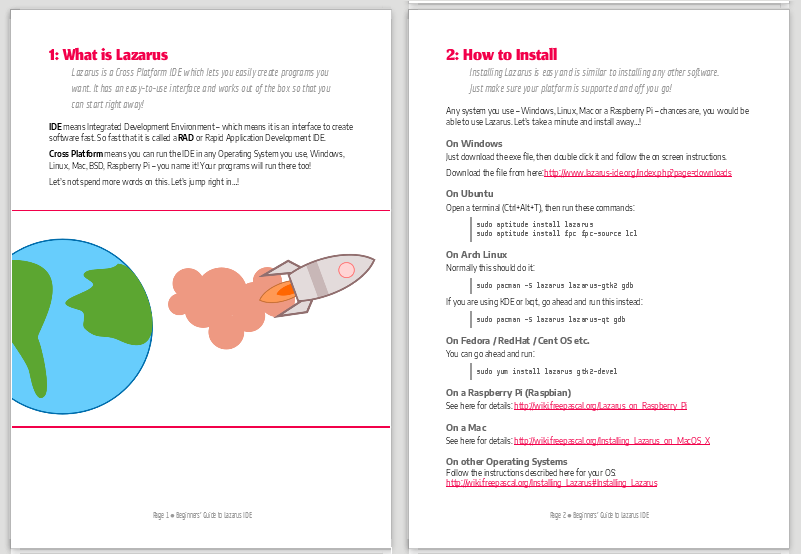 1: What is Lazarus
Lazarus is a Cross Platform IDE which lets you easily create programs you
want. It has an easy-to-use interface and works out of the box so that you
can start right away!
IDE means Integrated Development Environment – which means it is an interface to create
software fast. So fast that it is called a RAD or Rapid Application Development IDE.
Cross Platform means you can run the IDE in any Operating System you use, Windows,
Linux, Mac, BSD, Raspberry Pi – you name it! Your programs will run there too!
Let's not spend more words on this. Let's jump right in...!
Page 1 ● Beginners' Guide to Lazarus IDE
2: How to Install
Installing Lazarus is easy and is similar to installing any other software.
Just make sure your platform is supported and off you go!
Any system you use – Windows, Linux, Mac or a Raspberry Pi – chances are, you would be
able to use Lazarus. Let's take a minute and install away...!
On Windows
Just download the exe file, then double click it and follow the on screen instructions.
Download the file from here: http://www.lazarus-ide.org/index.php?page=downloads
On Ubuntu
Open a terminal (Ctrl+Alt+T), then run these commands:
sudo aptitude install lazarus
sudo aptitude install fpc fpc-source lcl
On Arch Linux
Normally this should do it:
sudo pacman -S lazarus lazarus-gtk2 gdb
If you are using KDE or lxqt, go ahead and run this instead:
sudo pacman -S lazarus lazarus-qt gdb
On Fedora / RedHat / Cent OS etc.
You can go ahead and run:
sudo yum install lazarus gtk2-devel
On a Raspberry Pi (Raspbian)
See here for details: http://wiki.freepascal.org/Lazarus_on_Raspberry_Pi
On a Mac
See here for details: http://wiki.freepascal.org/Installing_Lazarus_on_MacOS_X
On other Operating Systems
Follow the instructions described here for your OS:
http://wiki.freepascal.org/Installing_Lazarus#Installing_Lazarus
Page 2 ● Beginners' Guide to Lazarus IDE